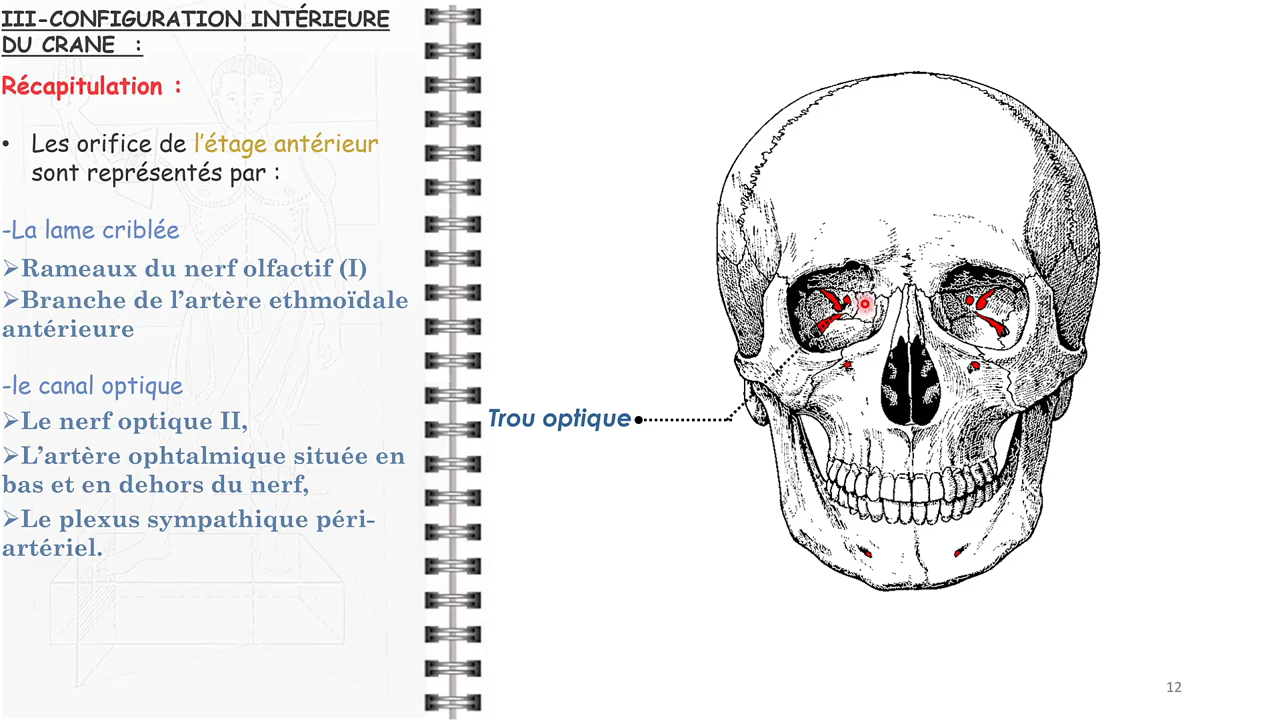 III-CONFIGURATION INTÉRIEURE
DU CRANE :
Récapitulation :
• Les orifice de l'étage antérieur
sont représentés par :
-La lame criblée
➢Rameaux du nerf olfactif (I)
➢Branche de l'artère ethmoïdale
antérieure
-le canal optique
➢Le nerf optique II,
➢L'artère ophtalmique située en
bas et en dehors du nerf,
➢Le plexus sympathique péri-
artériel.
Trou optique
12